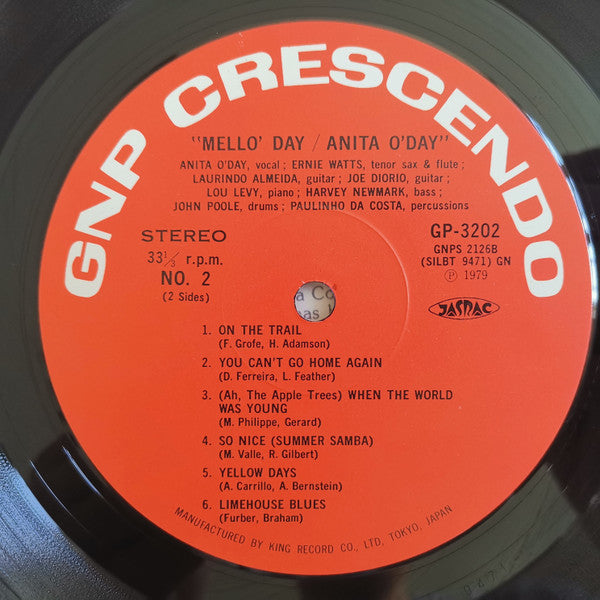 GNP CRESCENDO
"MELLO' DAY / ANITA O'DAY"
ANITA O'DAY, vocal ; ERNIE WATTS, tenor sax & flute ;
LAURINDO ALMEIDA, guitar ; JOE DIORIO, guitar ;
LOU LEVY, piano ; HARVEY NEWMARK, bass ;
JOHN POOLE, drums ; PAULINHO DA COSTA, percussions
STEREO
33⅓ r.p.m.
NO. 2
(2 Sides)
GP-3202
GNPS 2126B
(SILBT 9471) GN
Ⓟ 1979
JASRAC
1. ON THE TRAIL
(F. Grofe, H. Adamson)
2. YOU CAN'T GO HOME AGAIN
(D. Ferreira, L. Feather)
3. (Ah, The Apple Trees) WHEN THE WORLD
WAS YOUNG
(M. Philippe, Gerard)
4. SO NICE (SUMMER SAMBA)
(M. Valle, R. Gilbert)
5. YELLOW DAYS
(A. Carrillo, A. Bernstein)
6. LIMEHOUSE BLUES
(Furber, Braham)
MANUFACTURED BY KING RECORD CO., LTD, TOKYO, JAPAN